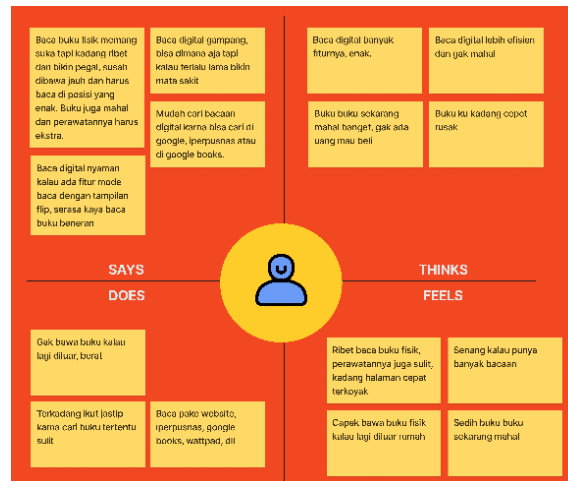 Baca buku fisik memang
suka tapi kadang ribet
dan bikin pegal, susah
dibawa jauh dan harus
baca di posisi yang
enak. Buku juga mahal
dan perawatannya harus
ekstra.
Baca digital gampang,
bisa dimana aja tapi
kalau terlalu lama bikin
mata sakit
Mudah cari bacaan
digital karna bisa cari di
google, iperpusnas atau
di google books.
Baca digital nyaman
kalau ada fitur mode
baca dengan tampilan
flip, serasa kaya baca
buku beneran
SAYS
Baca digital banyak
fiturnya, enak.
Baca digital lebih efisien
dan gak mahal
Buku buku sekarang
mahal banget, gak ada
uang mau beli
Buku ku kadang cepet
rusak
THINKS
DOES
Gak bawa buku kalau
lagi diluar, berat
Terkadang ikut jastip
karna cari buku tertentu
sulit
Baca pake website,
iperpusnas, google
books, wattpad, dll
FEELS
Ribet baca buku fisik,
perawatannya juga sulit,
kadang halaman cepat
terkoyak
Senang kalau punya
banyak bacaan
Capek bawa buku fisik
kalau lagi diluar rumah
Sedih buku buku
sekarang mahal